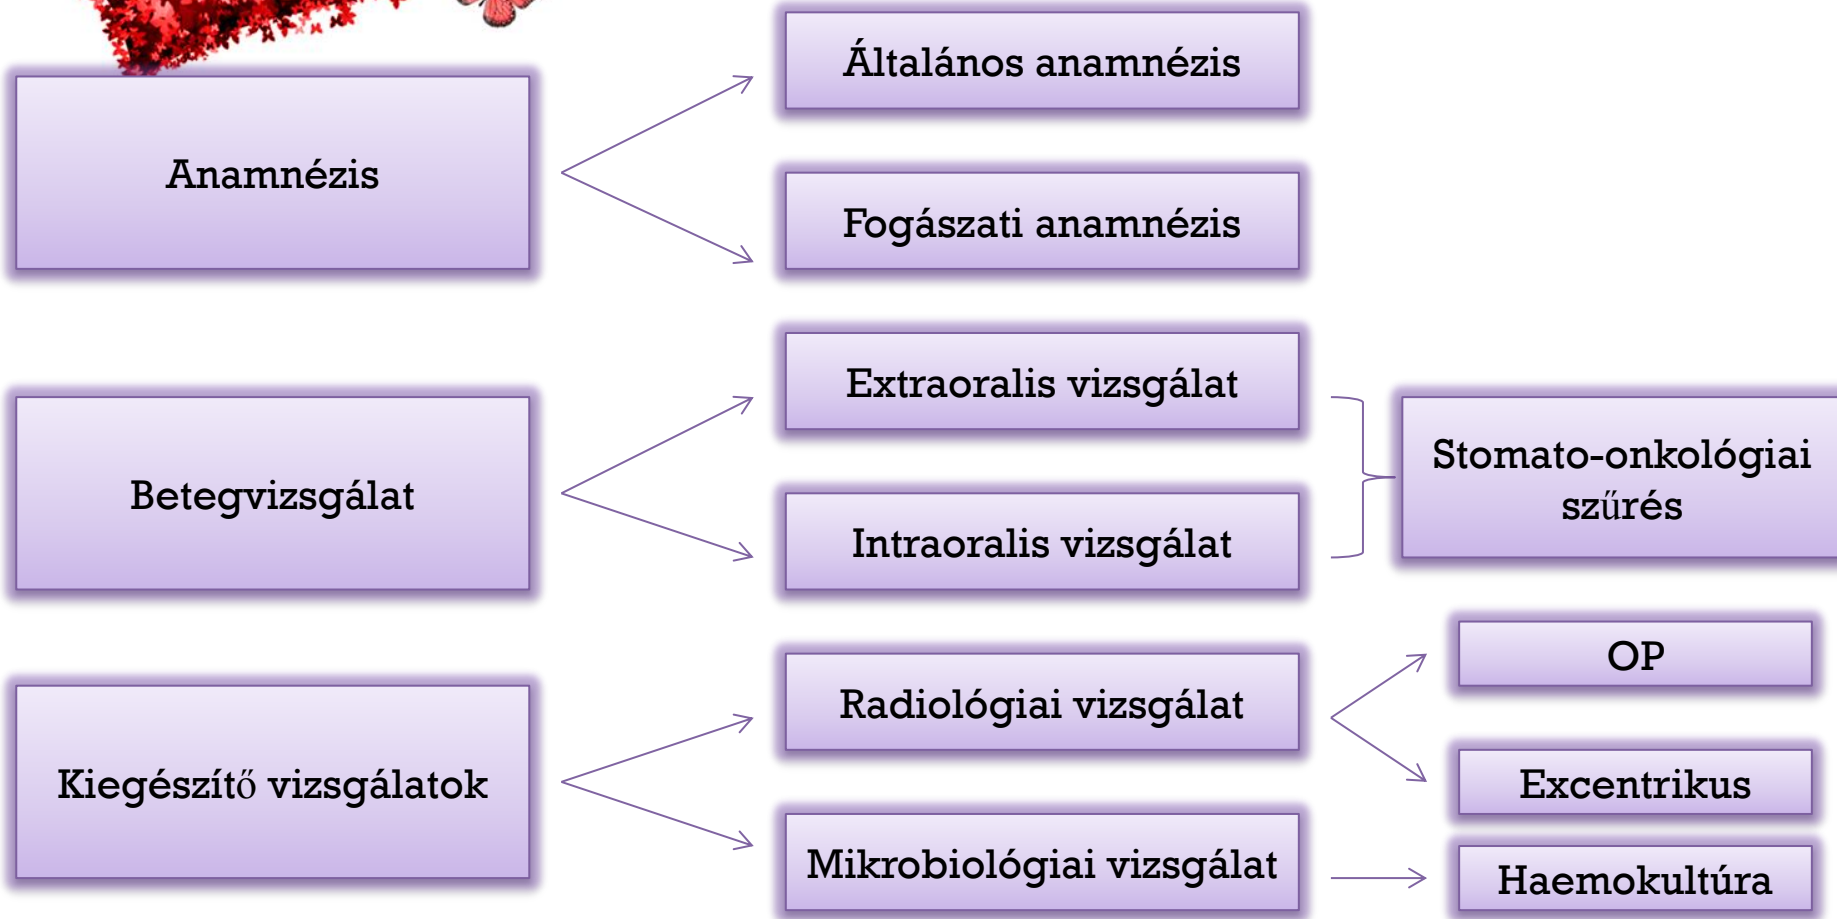 Anamnézis
Általános anamnézis
Fogászati anamnézis
Betegvizsgálat
Extraoralis vizsgálat
Intraoralis vizsgálat
Stomato-onkológiai
szűrés
Kiegészítő vizsgálatok
Radiológiai vizsgálat
OP
Excentrikus
Mikrobiológiai vizsgálat
Haemokultúra